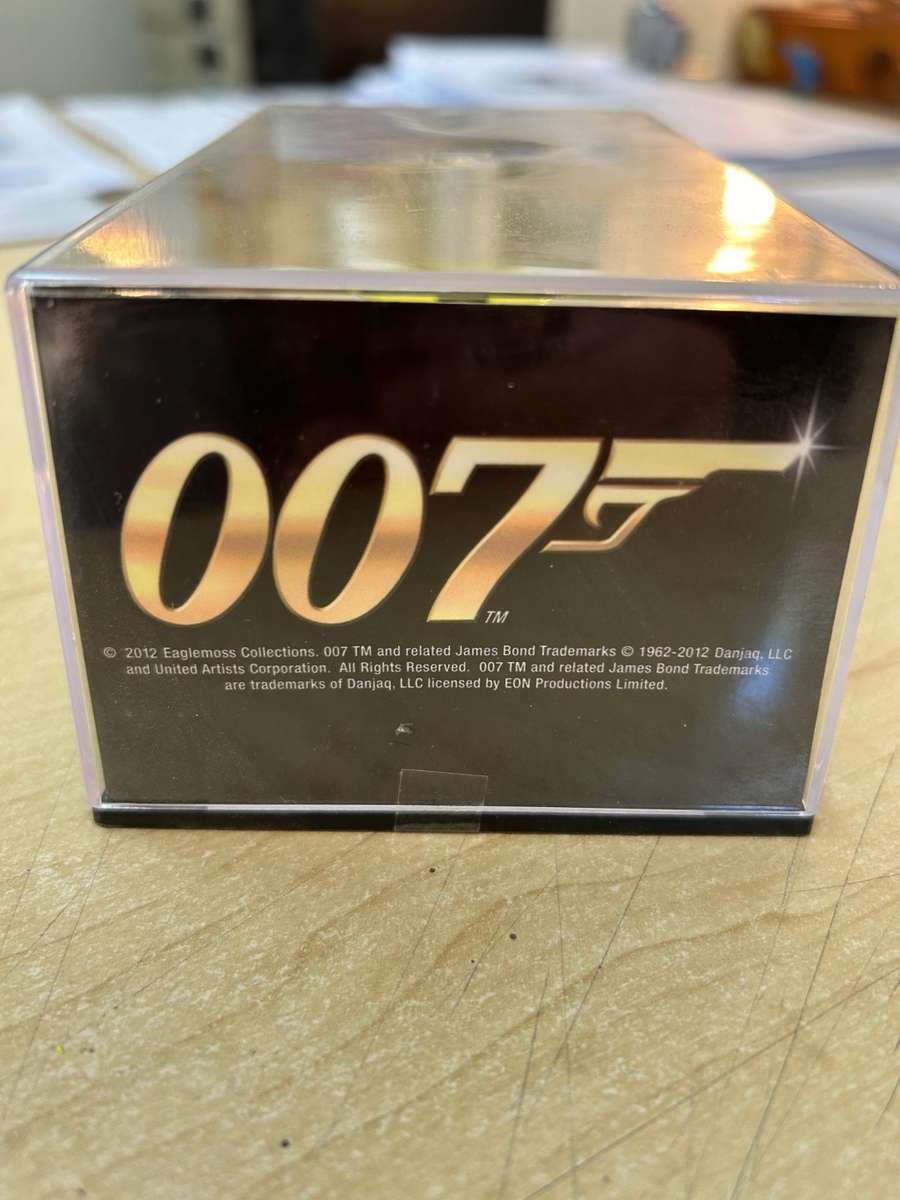 007
TM
© 2012 Eaglemoss Collections. 007 TM and related James Bond Trademarks © 1962-2012 Danjaq, LLC
and United Artists Corporation. All Rights Reserved. 007 TM and related James Bond Trademarks
are trademarks of Danjaq, LLC licensed by EON Productions Limited.